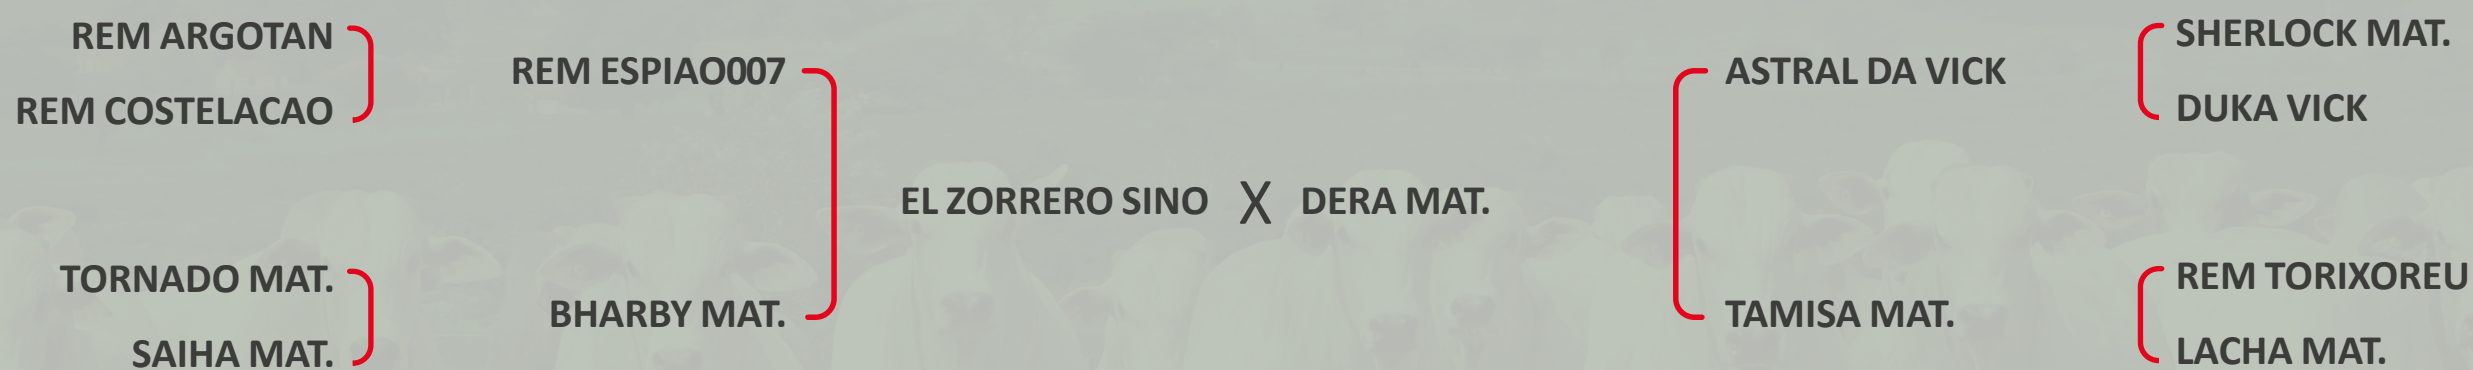 REM ARGOTAN
REM COSTELACAO
REM ESPIAO007
TORNADO MAT.
SAIHA MAT.
BHARBY MAT.
EL ZORRERO SINO X DERA MAT.
ASTRAL DA VICK
SHERLOCK MAT.
DUKA VICK
TAMISA MAT.
REM TORIXOREU
LACHA MAT.